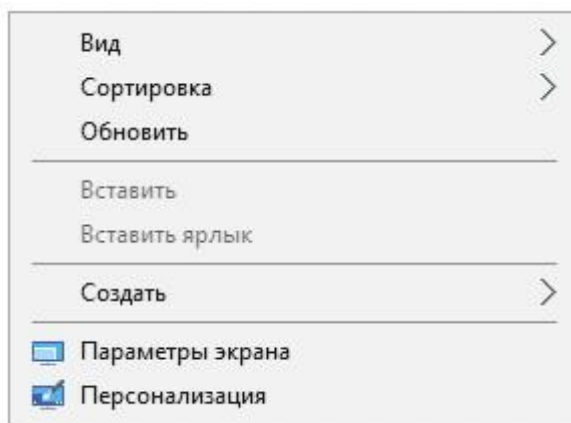 Вид
Сортировка
Обновить
Вставить
Вставить ярлык
Создать
Параметры экрана
Персонализация